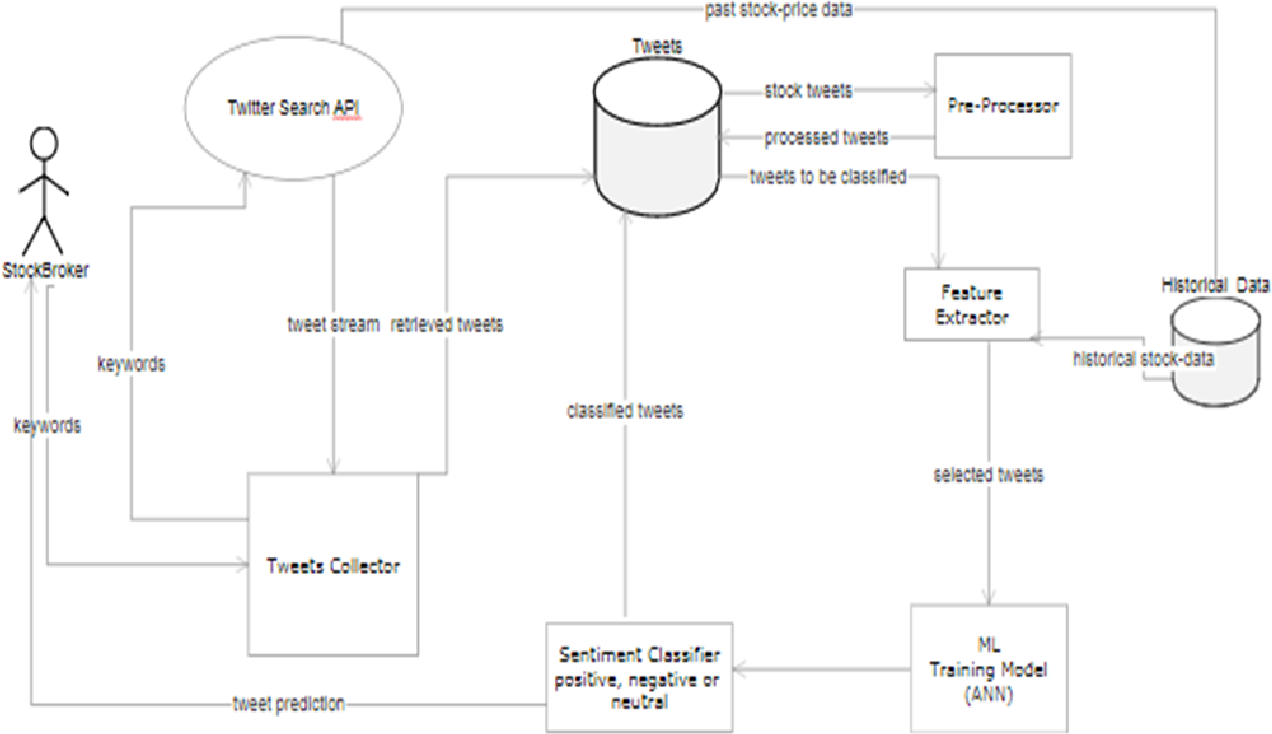 past stock-price data
Tweets
Twitter Search API
stock tweets
Pre-Processor
processed tweets
tweets to be classified
StockBroker
Feature
Extractor
Historical Data
tweet stream
retrieved tweets
historical stock-data
keywords
classified tweets
keywords
selected tweets
Tweets Collector
ML
Training Model
(ANN)
Sentiment Classifier
positive, negative or
neutral
tweet prediction